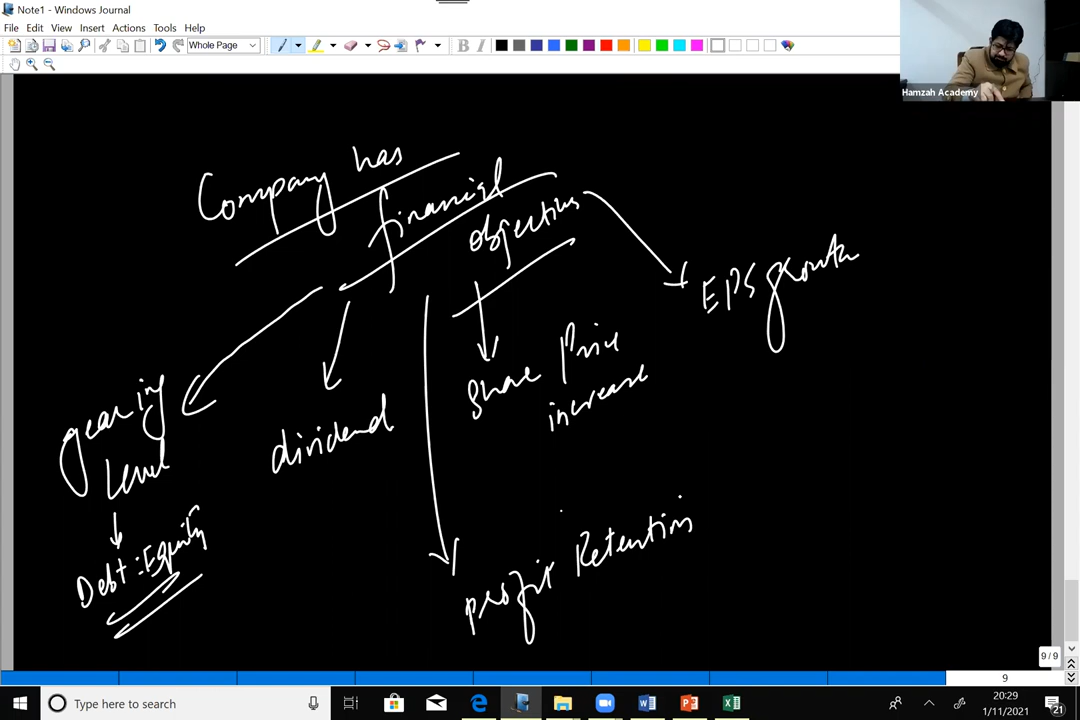 Note1 - Windows Journal
File Edit View Insert Actions Tools Help
Whole Page
B I
Hamzah Academy
Company has
financial
objectives
EPS growth
Share Price
increase
gearing
Level
dividend
Debt : Equity
profit Retention
9/9
9
Type here to search
20:29
1/11/2021
21